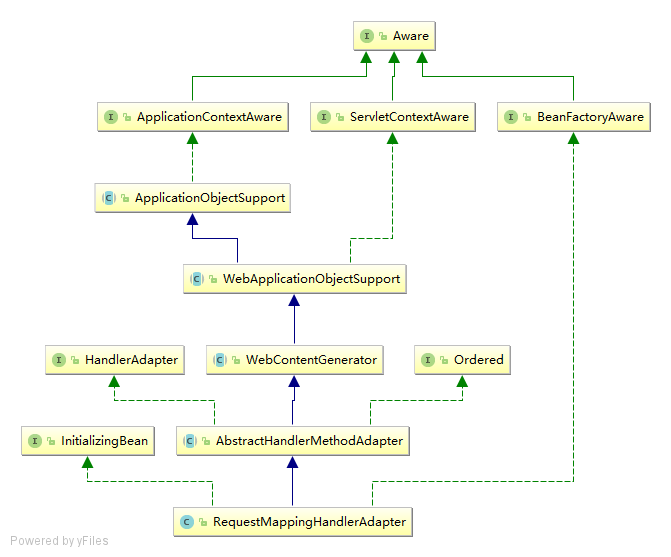 I Aware
I ApplicationContextAware
I ServletContextAware
I BeanFactoryAware
C ApplicationObjectSupport
C WebApplicationObjectSupport
I HandlerAdapter
C WebContentGenerator
I Ordered
I InitializingBean
C AbstractHandlerMethodAdapter
C RequestMappingHandlerAdapter
Powered by yFiles